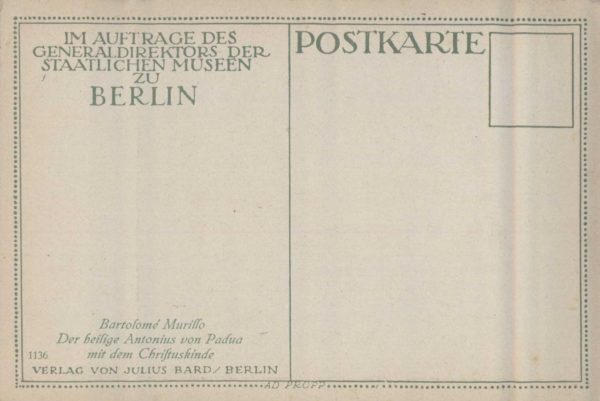 IM AUFTRAGE DES
GENERALDIREKTORS DER
STAATLICHEN MUSEEN
ZU
BERLIN
POSTKARTE
Bartolomé Murillo
Der heilige Antonius von Padua
1136 mit dem Christuskinde
VERLAG VON JULIUS BARD / BERLIN
AD PROPP